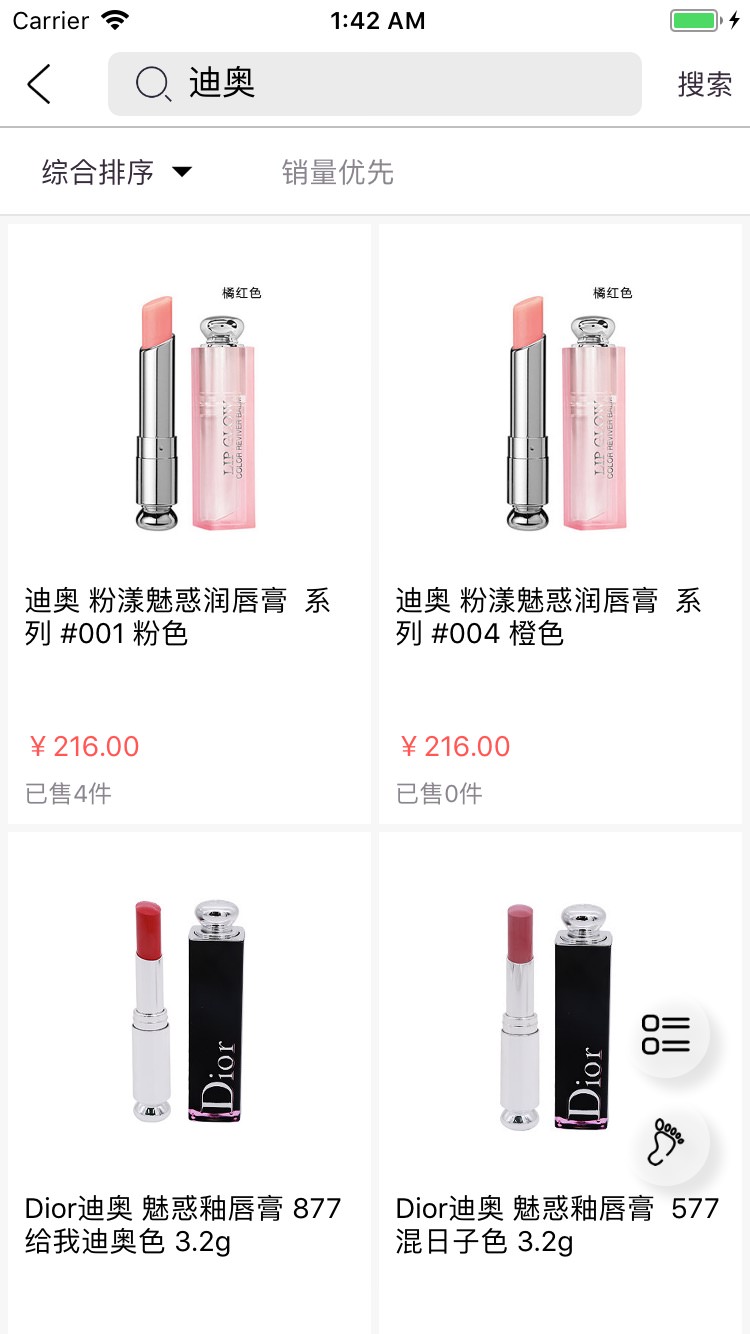 Carrier 1:42 AM
迪奥 搜索
综合排序 销量优先
橘红色
LIP GLOW
COLOR REVIVER BALM
橘红色
LIP GLOW
COLOR REVIVER BALM
迪奥 粉漾魅惑润唇膏 系
列 #001 粉色
¥ 216.00
已售4件
迪奥 粉漾魅惑润唇膏 系
列 #004 橙色
¥ 216.00
已售0件
Dior
Dior
Dior迪奥 魅惑釉唇膏 877
给我迪奥色 3.2g
Dior迪奥 魅惑釉唇膏 577
混日子色 3.2g